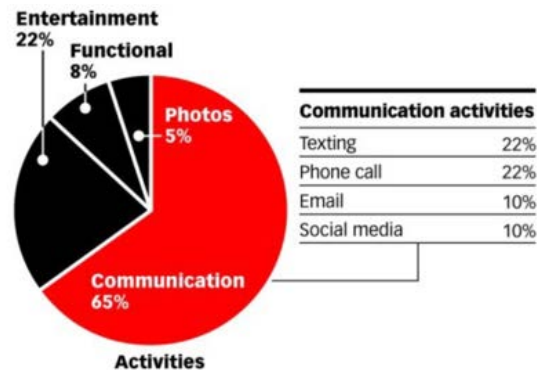 Entertainment
22%
Functional
8%
Photos
5%
Communication
65%
Activities
Communication activities
Texting 22%
Phone call 22%
Email 10%
Social media 10%